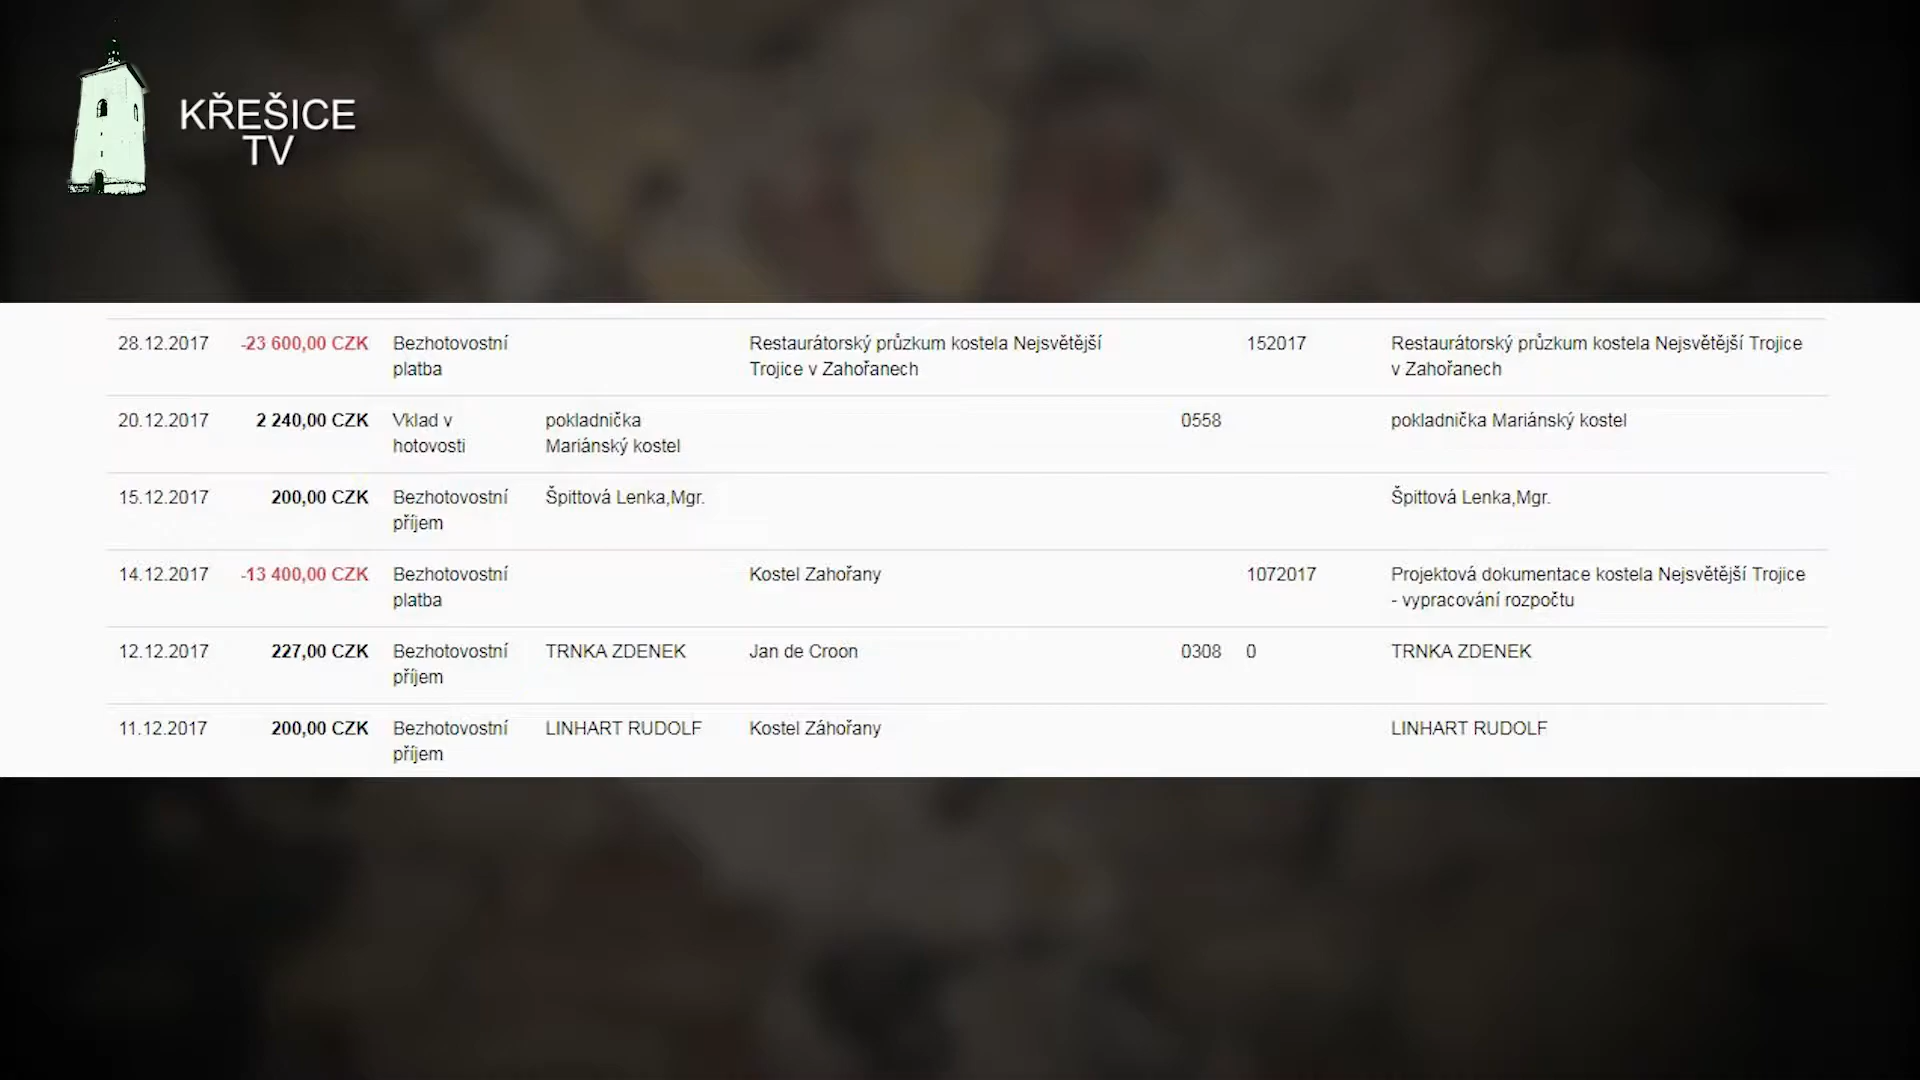 KŘEŠICE
TV
28.12.2017 -23 600,00 CZK Bezhotovostní Restaurátorský průzkum kostela Nejsvětější 152017 Restaurátorský průzkum kostela Nejsvětější Trojice
platba Trojice v Zahořanech v Zahořanech
20.12.2017 2 240,00 CZK Vklad v pokladnička 0558 pokladnička Mariánský kostel
hotovosti Mariánský kostel
15.12.2017 200,00 CZK Bezhotovostní Špittová Lenka,Mgr. Špittová Lenka,Mgr.
příjem
14.12.2017 -13 400,00 CZK Bezhotovostní Kostel Zahořany 1072017 Projektová dokumentace kostela Nejsvětější Trojice
platba - vypracování rozpočtu
12.12.2017 227,00 CZK Bezhotovostní TRNKA ZDENEK Jan de Croon 0308 0 TRNKA ZDENEK
příjem
11.12.2017 200,00 CZK Bezhotovostní LINHART RUDOLF Kostel Záhořany LINHART RUDOLF
příjem